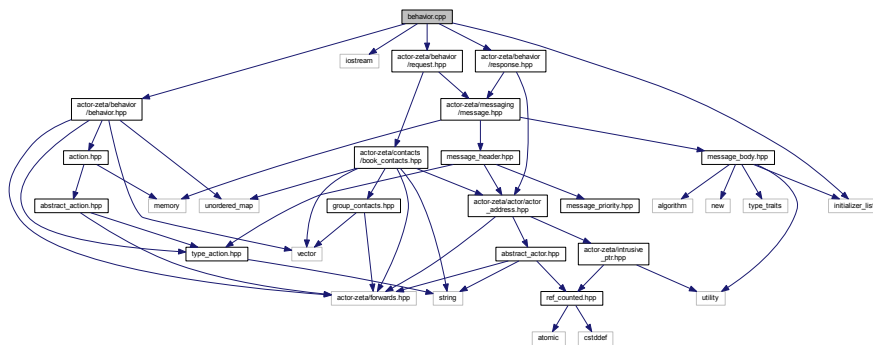 behavior.cpp
iostream
actor-zeta/behavior
/request.hpp
actor-zeta/behavior
/response.hpp
actor-zeta/behavior
/behavior.hpp
actor-zeta/messaging
/message.hpp
action.hpp
actor-zeta/contacts
/book_contacts.hpp
message_header.hpp
message_body.hpp
abstract_action.hpp
memory
unordered_map
group_contacts.hpp
actor-zeta/actor/actor
_address.hpp
message_priority.hpp
algorithm
new
type_traits
initializer_list
type_action.hpp
vector
abstract_actor.hpp
actor-zeta/intrusive
_ptr.hpp
actor-zeta/forwards.hpp
string
ref_counted.hpp
utility
atomic
cstddef